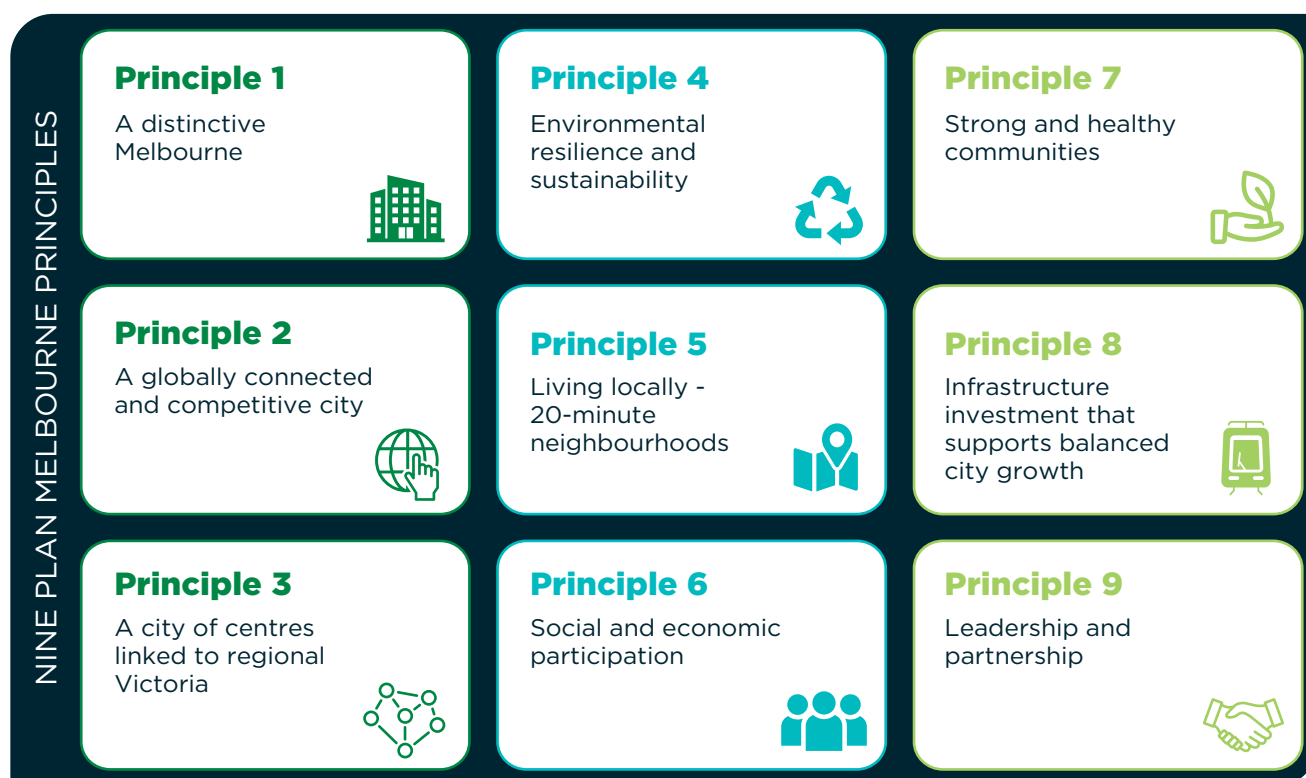 NINE PLAN MELBOURNE PRINCIPLES
Principle 1
A distinctive
Melbourne
Principle 2
A globally connected
and competitive city
Principle 3
A city of centres
linked to regional
Victoria
Principle 4
Environmental
resilience and
sustainability
Principle 5
Living locally -
20-minute
neighbourhoods
Principle 6
Social and economic
participation
Principle 7
Strong and healthy
communities
Principle 8
Infrastructure
investment that
supports balanced
city growth
Principle 9
Leadership and
partnership